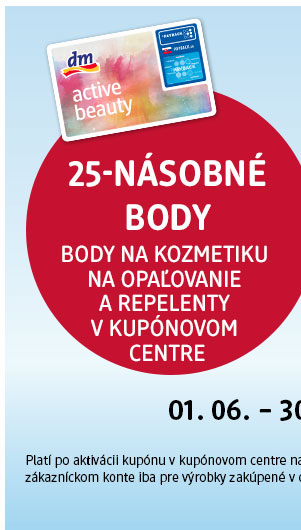 dm
PAYBACK
active
beauty
25-NÁSOBNÉ
BODY
BODY NA KOZMETIKU
NA OPAĽOVANIE
A REPELENTY
V KUPÓNOVOM
CENTRE
01. 06. – 30
Platí po aktivácii kupónu v kupónovom centre na
zákazníckom konte iba pre výrobky zakúpené v